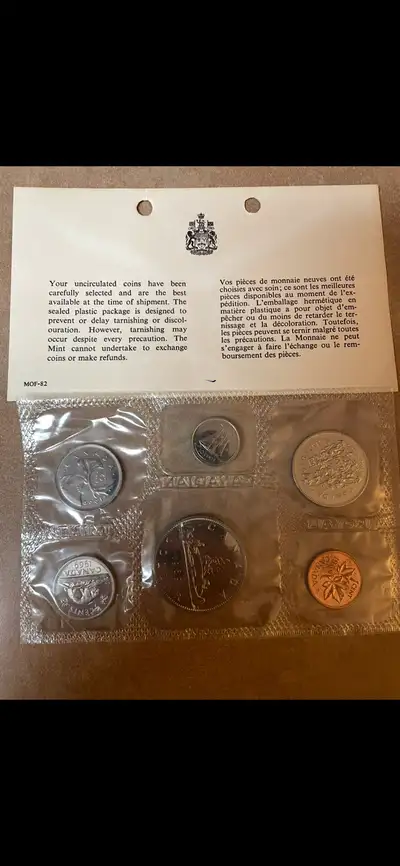 Your uncirculated coins have been
carefully selected and are the best
available at the time of shipment. The
sealed plastic package is designed to
prevent or delay tarnishing or discol-
ouration. However, tarnishing may
occur despite every precaution. The
Mint cannot undertake to exchange
coins or make refunds.
Vos pièces de monnaie neuves ont été
choisies avec soin; ce sont les meilleures
pièces disponibles au moment de l'ex-
pédition. L'emballage hermétique en
matière plastique a pour objet d'em-
pêcher ou du moins de retarder le ter-
nissage et la décoloration. Toutefois,
les pièces peuvent se ternir malgré toutes
les précautions. La Monnaie ne peut
s'engager à faire l'échange ou le rem-
boursement des pièces.
MOF-82
CANADA
5 CENTS